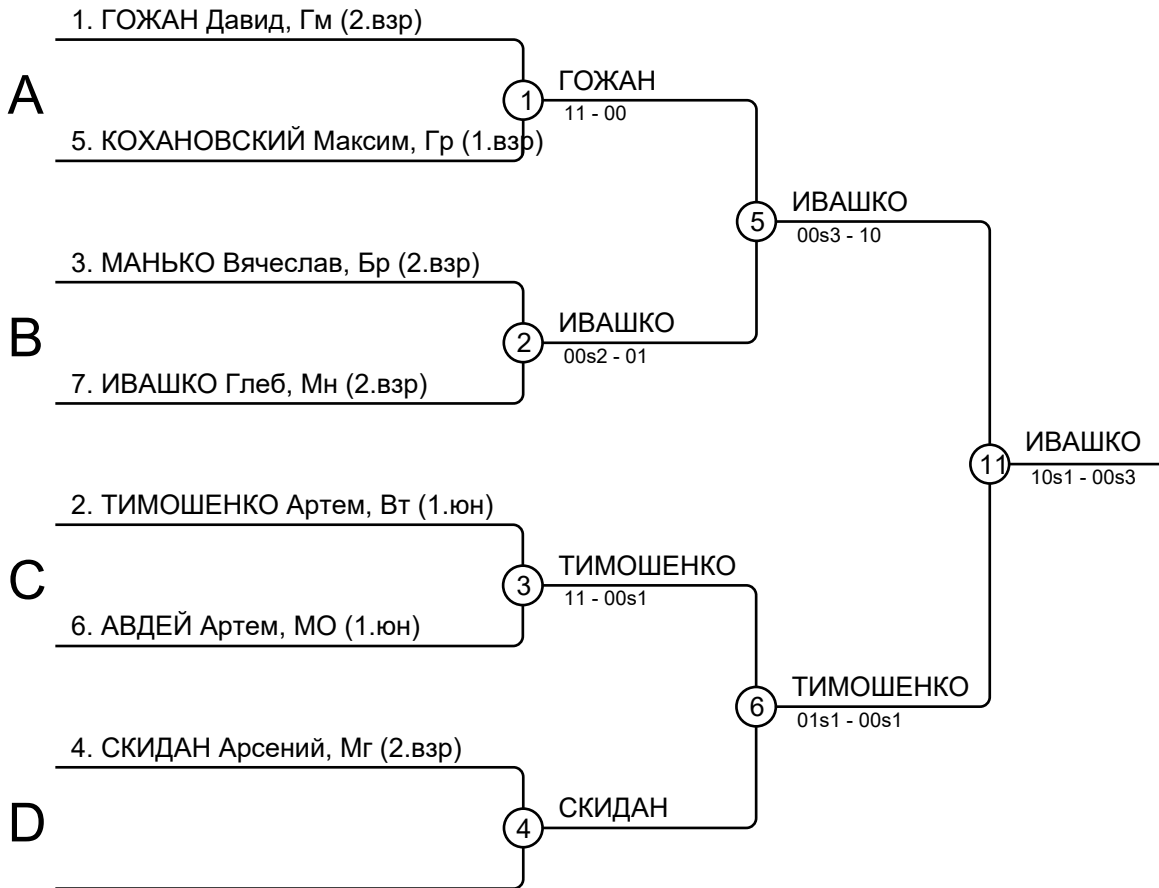 1. ГОЖАН Давид, Гм (2.взр)
A
1
ГОЖАН
11 - 00
5. КОХАНОВСКИЙ Максим, Гр (1.взр)
5
ИВАШКО
00s3 - 10
3. МАНЬКО Вячеслав, Бр (2.взр)
B
2
ИВАШКО
00s2 - 01
7. ИВАШКО Глеб, Мн (2.взр)
11
ИВАШКО
10s1 - 00s3
2. ТИМОШЕНКО Артем, Вт (1.юн)
C
3
ТИМОШЕНКО
11 - 00s1
6. АВДЕЙ Артем, МО (1.юн)
6
ТИМОШЕНКО
01s1 - 00s1
4. СКИДАН Арсений, Мг (2.взр)
D
4
СКИДАН